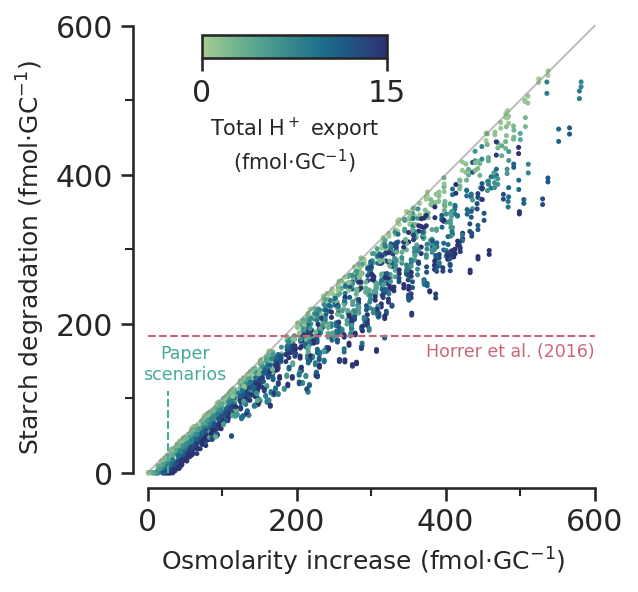 600
400
200
0
Starch degradation (fmol·GC⁻¹)
0 15
Total H⁺ export
(fmol·GC⁻¹)
Paper
scenarios
Horrer et al. (2016)
0 200 400 600
Osmolarity increase (fmol·GC⁻¹)